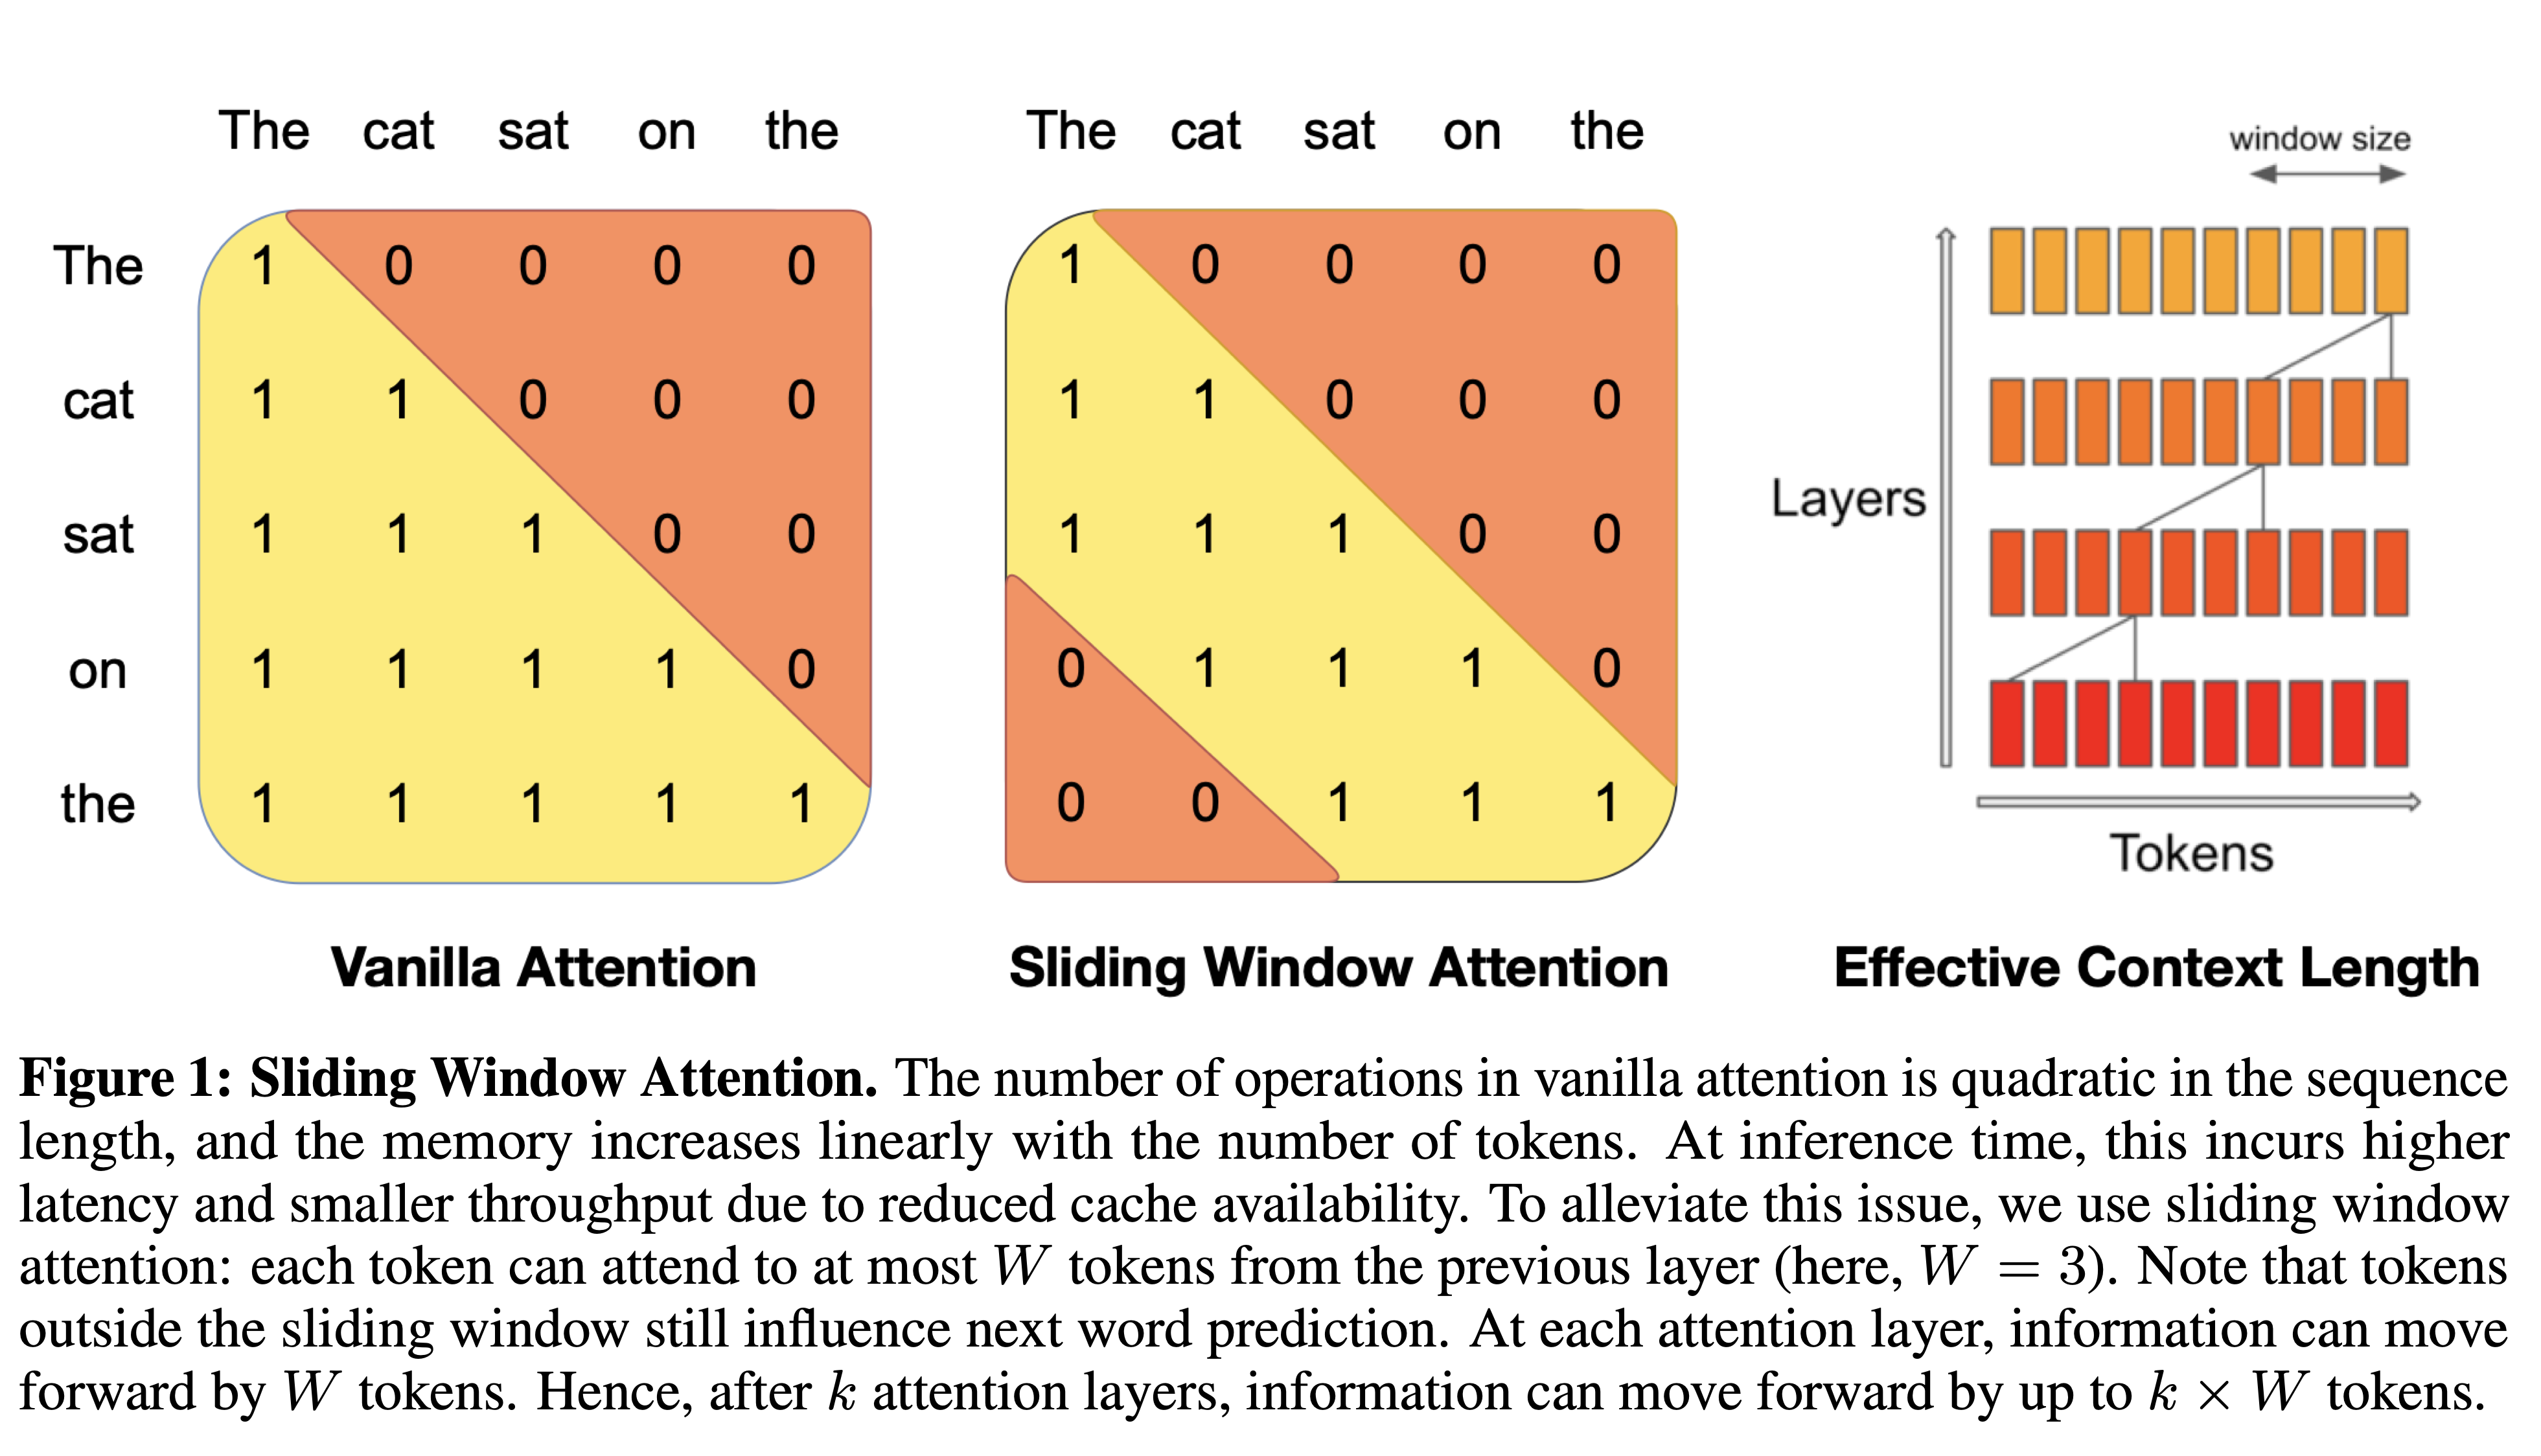 The cat sat on the
The 1 0 0 0 0
cat 1 1 0 0 0
sat 1 1 1 0 0
on 1 1 1 1 0
the 1 1 1 1 1
Vanilla Attention
The cat sat on the
1 0 0 0 0
1 1 0 0 0
1 1 1 0 0
0 1 1 1 0
0 0 1 1 1
Sliding Window Attention
window size
Layers
Tokens
Effective Context Length
Figure 1: Sliding Window Attention. The number of operations in vanilla attention is quadratic in the sequence
length, and the memory increases linearly with the number of tokens. At inference time, this incurs higher
latency and smaller throughput due to reduced cache availability. To alleviate this issue, we use sliding window
attention: each token can attend to at most W tokens from the previous layer (here, W = 3). Note that tokens
outside the sliding window still influence next word prediction. At each attention layer, information can move
forward by W tokens. Hence, after k attention layers, information can move forward by up to k × W tokens.